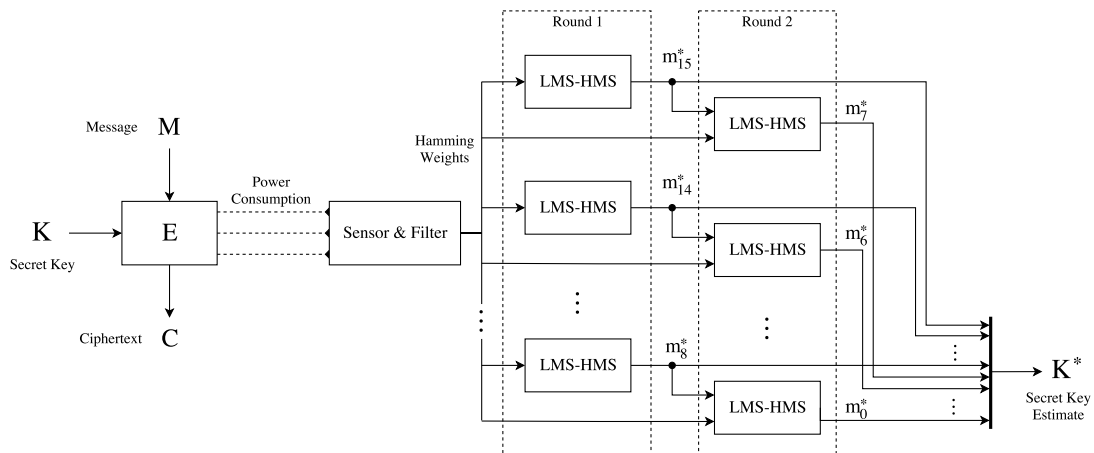 Round 1
Round 2
LMS-HMS
m*15
LMS-HMS
m*7
Message M
Hamming
Weights
LMS-HMS
m*14
Power
Consumption
K
E
Sensor & Filter
LMS-HMS
m*6
Secret Key
Ciphertext C
LMS-HMS
m*8
K*
LMS-HMS
m*0
Secret Key
Estimate